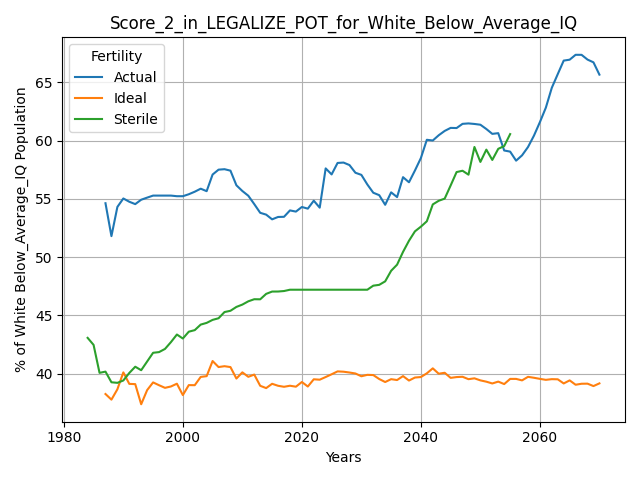 Score_2_in_LEGALIZE_POT_for_White_Below_Average_IQ
Fertility
Actual
Ideal
Sterile
% of White Below_Average_IQ Population
65
60
55
50
45
40
1980
2000
2020
2040
2060
Years